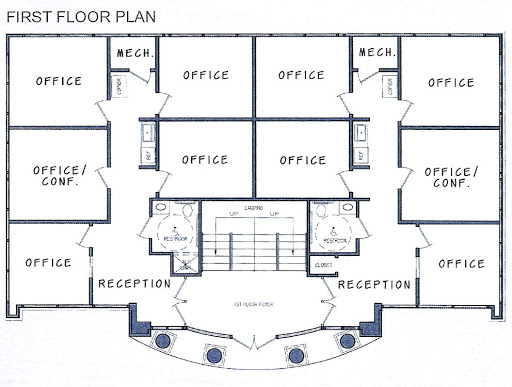 FIRST FLOOR PLAN
MECH.
MECH.
OFFICE
OFFICE
OFFICE
OFFICE
COPIER
COPIER
REF
OFFICE
OFFICE
REF
OFFICE/
CONF.
OFFICE/
CONF.
LANDING
UP
UP
RESTROOM
RESTROOM
OFFICE
CLOSET
OFFICE
RECEPTION
RECEPTION
1ST FLOOR FOYER